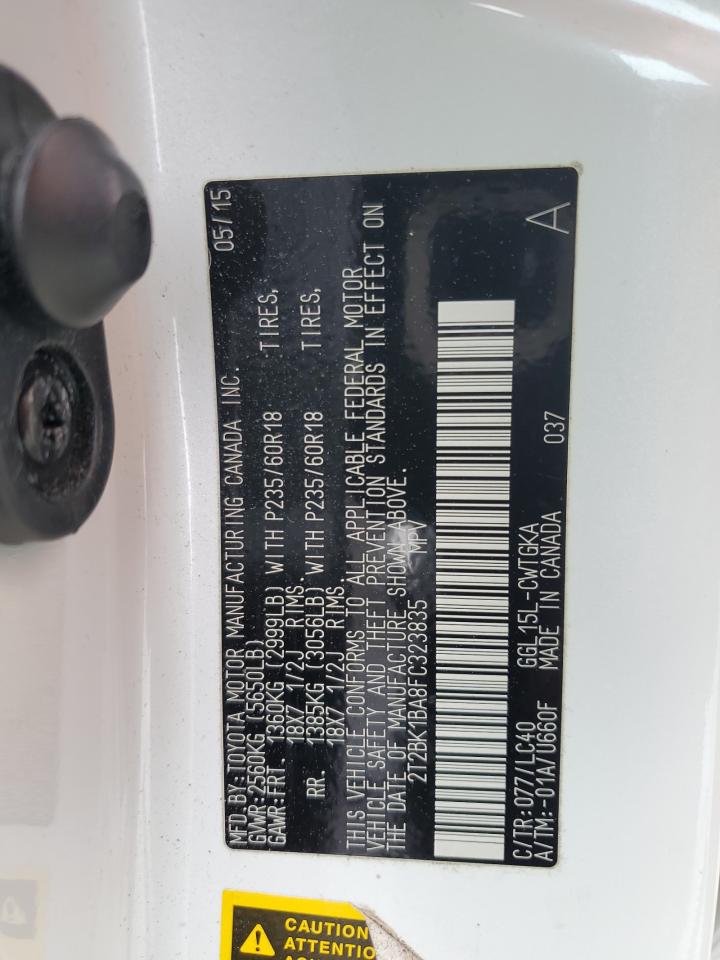 MFD.BY:TOYOTA MOTOR MANUFACTURING CANADA INC. 05/15
GVWR:2560KG (5650LB)
GAWR:FRT. 1360KG (2999LB) WITH P235/60R18 TIRES,
18X7 1/2J RIMS.
RR. 1385KG (3056LB) WITH P235/60R18 TIRES,
18X7 1/2J RIMS.
THIS VEHICLE CONFORMS TO ALL APPLICABLE FEDERAL MOTOR
VEHICLE SAFETY AND THEFT PREVENTION STANDARDS IN EFFECT ON
THE DATE OF MANUFACTURE SHOWN ABOVE.
2T2BK1BA8FC323835 MPV
A
C/TR:077/LC40 GGL15L-CWTGKA 037
A/TM:-01A/U660F MADE IN CANADA
CAUTION